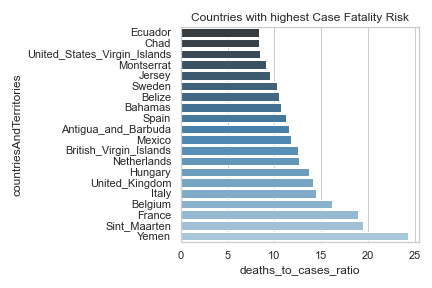 Countries with highest Case Fatality Risk
countriesAndTerritories
Ecuador
Chad
United_States_Virgin_Islands
Montserrat
Jersey
Sweden
Belize
Bahamas
Spain
Antigua_and_Barbuda
Mexico
British_Virgin_Islands
Netherlands
Hungary
United_Kingdom
Italy
Belgium
France
Sint_Maarten
Yemen
0 5 10 15 20 25
deaths_to_cases_ratio